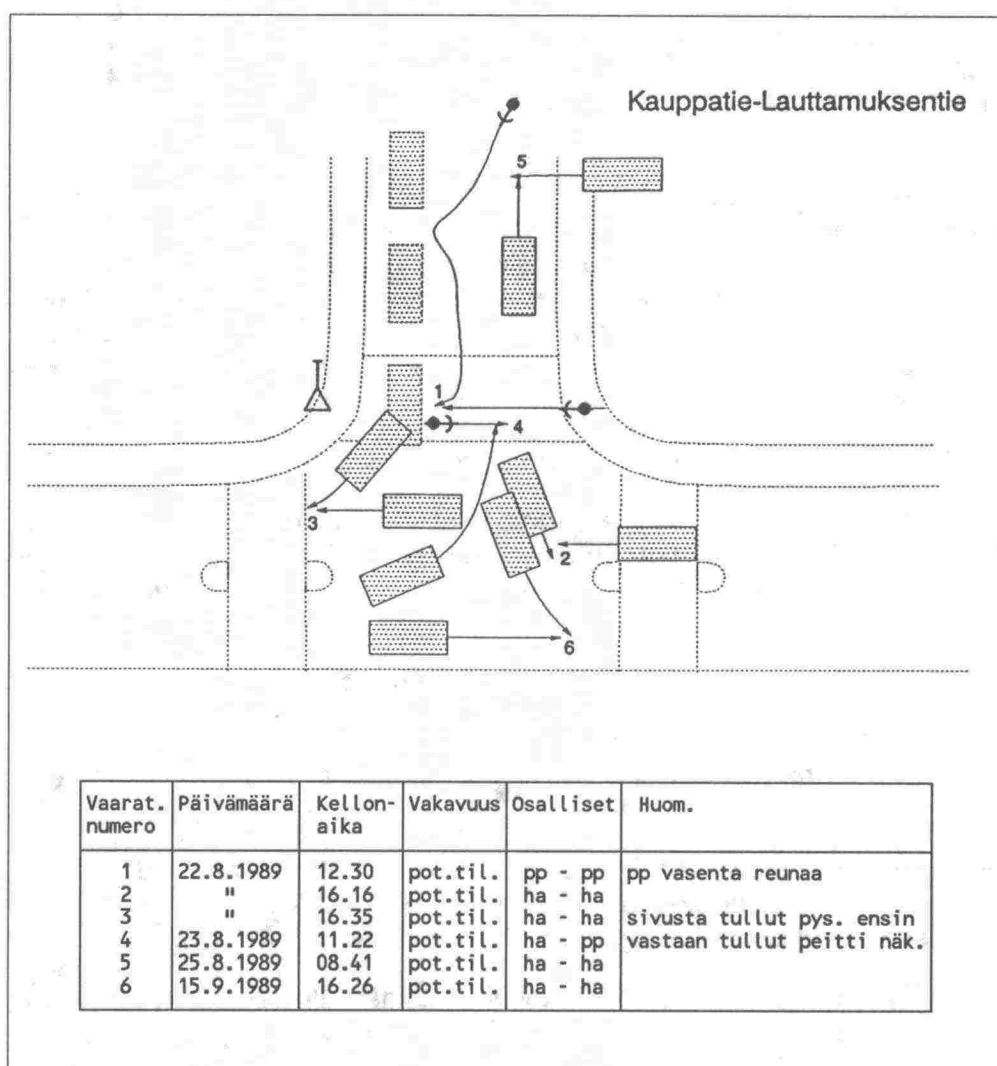 Kauppatie-Lauttamuksentie
5
1
4
3
2
6
Vaarat. numero Päivämäärä Kellon-aika Vakavuus Osalliset Huom.
1 22.8.1989 12.30 pot.til. pp - pp pp vasenta reunaa
2 " 16.16 pot.til. ha - ha
3 " 16.35 pot.til. ha - ha sivusta tullut pys. ensin
4 23.8.1989 11.22 pot.til. ha - pp vastaan tullut peitti näk.
5 25.8.1989 08.41 pot.til. ha - ha
6 15.9.1989 16.26 pot.til. ha - ha